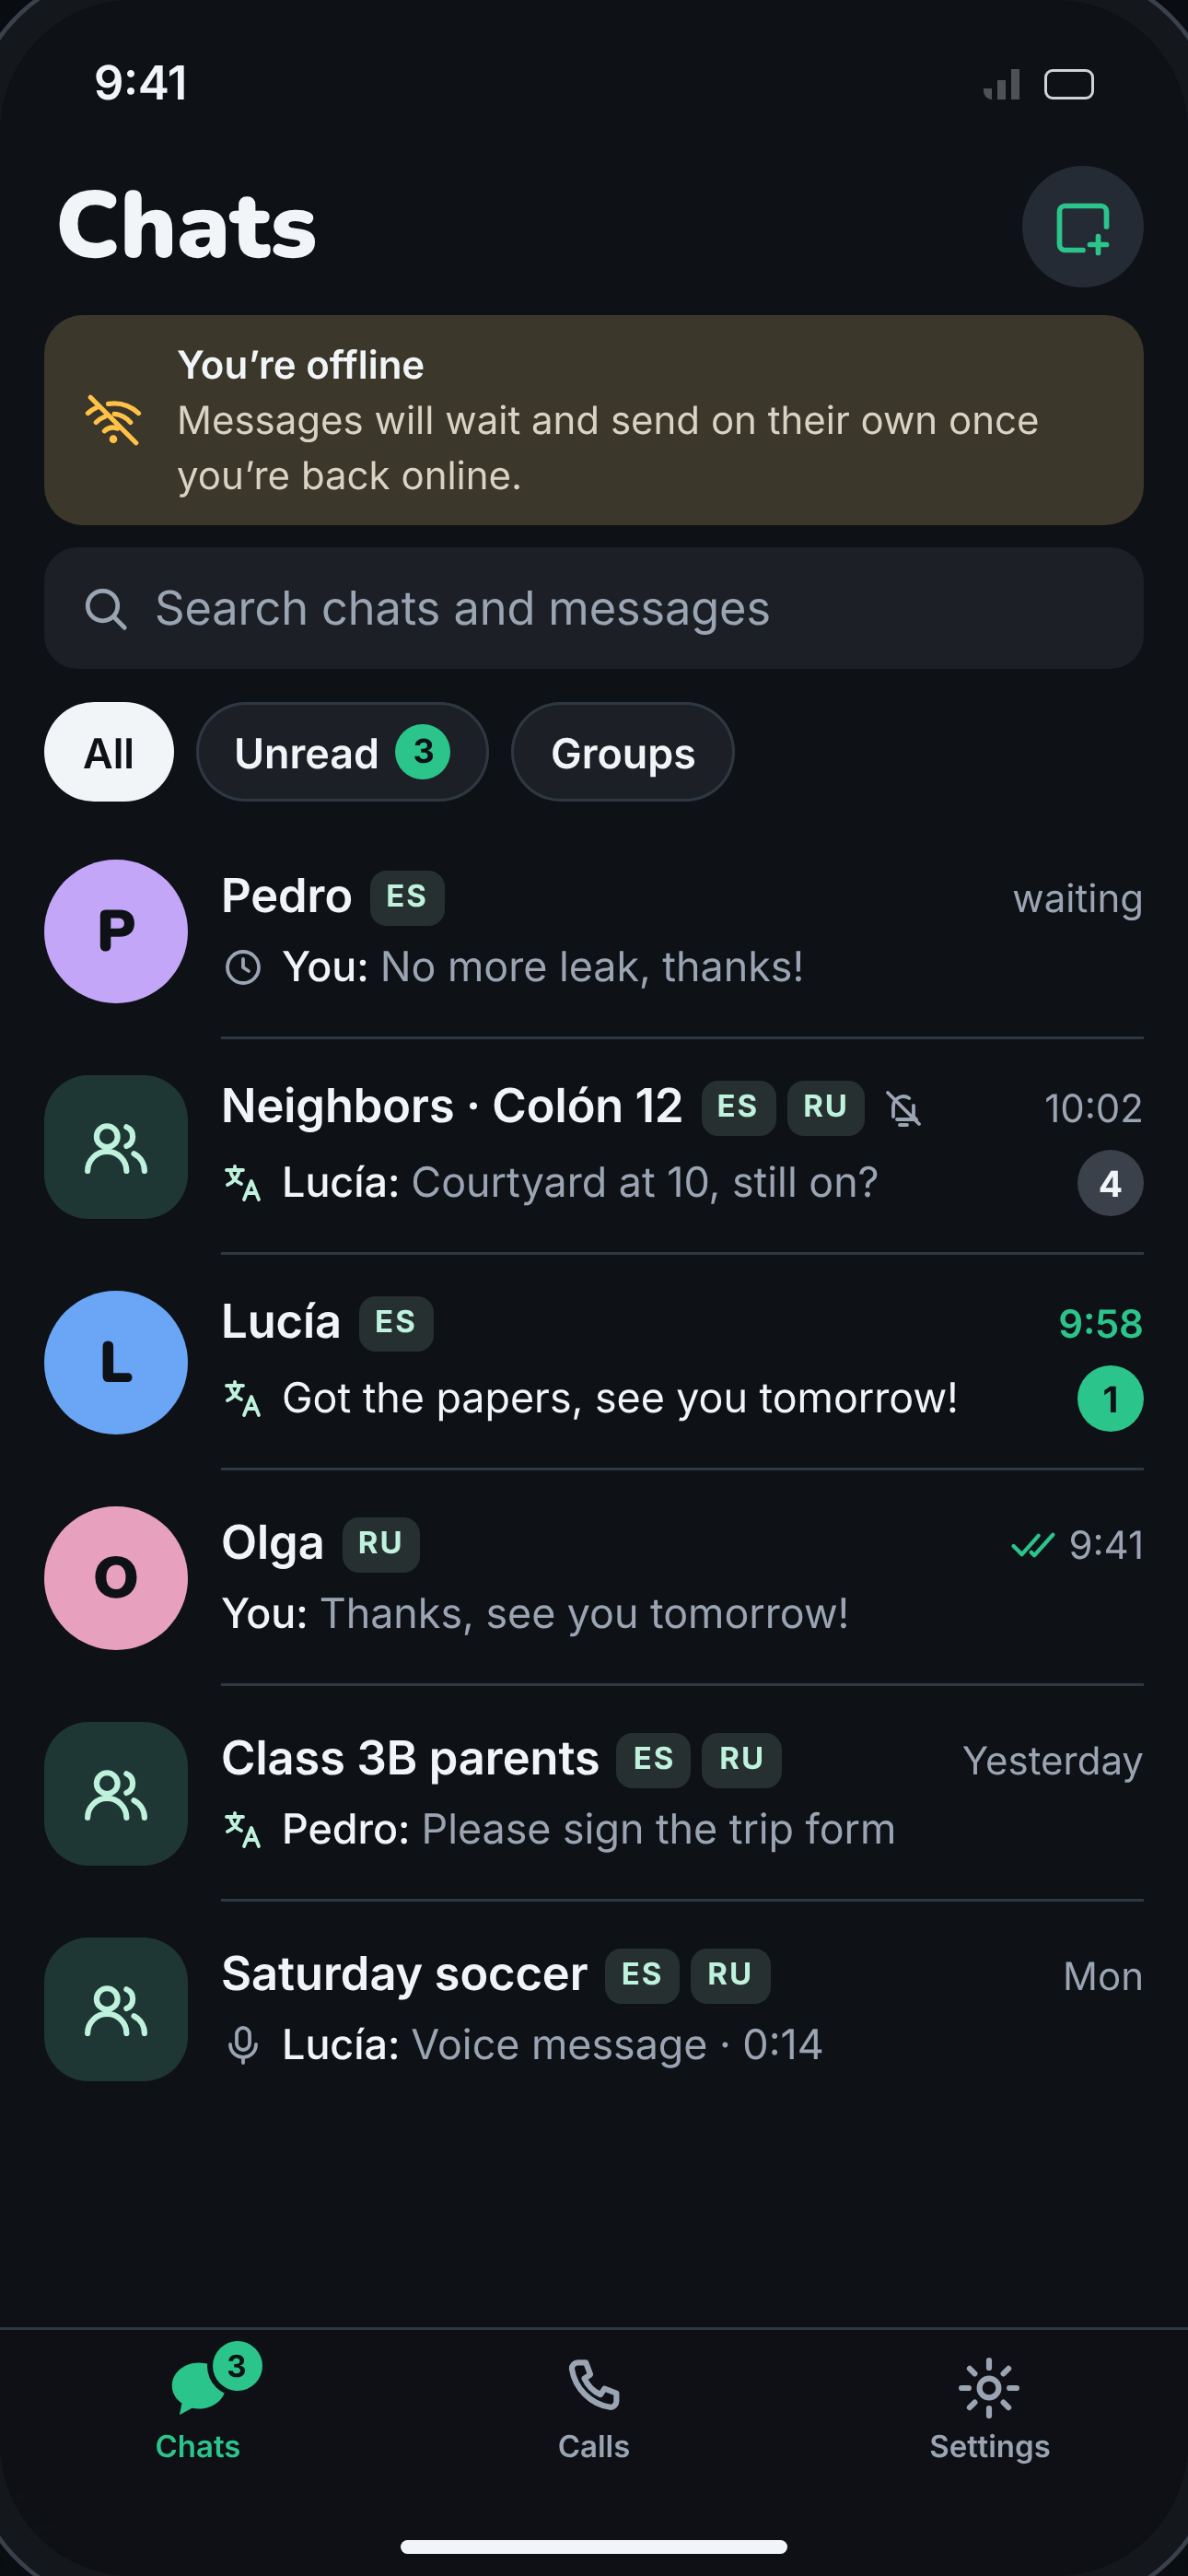 9:41
Chats
You’re offline
Messages will wait and send on their own once
you’re back online.
Search chats and messages
All
Unread 3
Groups
P
Pedro ES waiting
You: No more leak, thanks!
Neighbors · Colón 12 ES RU 10:02
Lucía: Courtyard at 10, still on? 4
L
Lucía ES 9:58
Got the papers, see you tomorrow! 1
O
Olga RU 9:41
You: Thanks, see you tomorrow!
Class 3B parents ES RU Yesterday
Pedro: Please sign the trip form
Saturday soccer ES RU Mon
Lucía: Voice message · 0:14
3
Chats
Calls
Settings